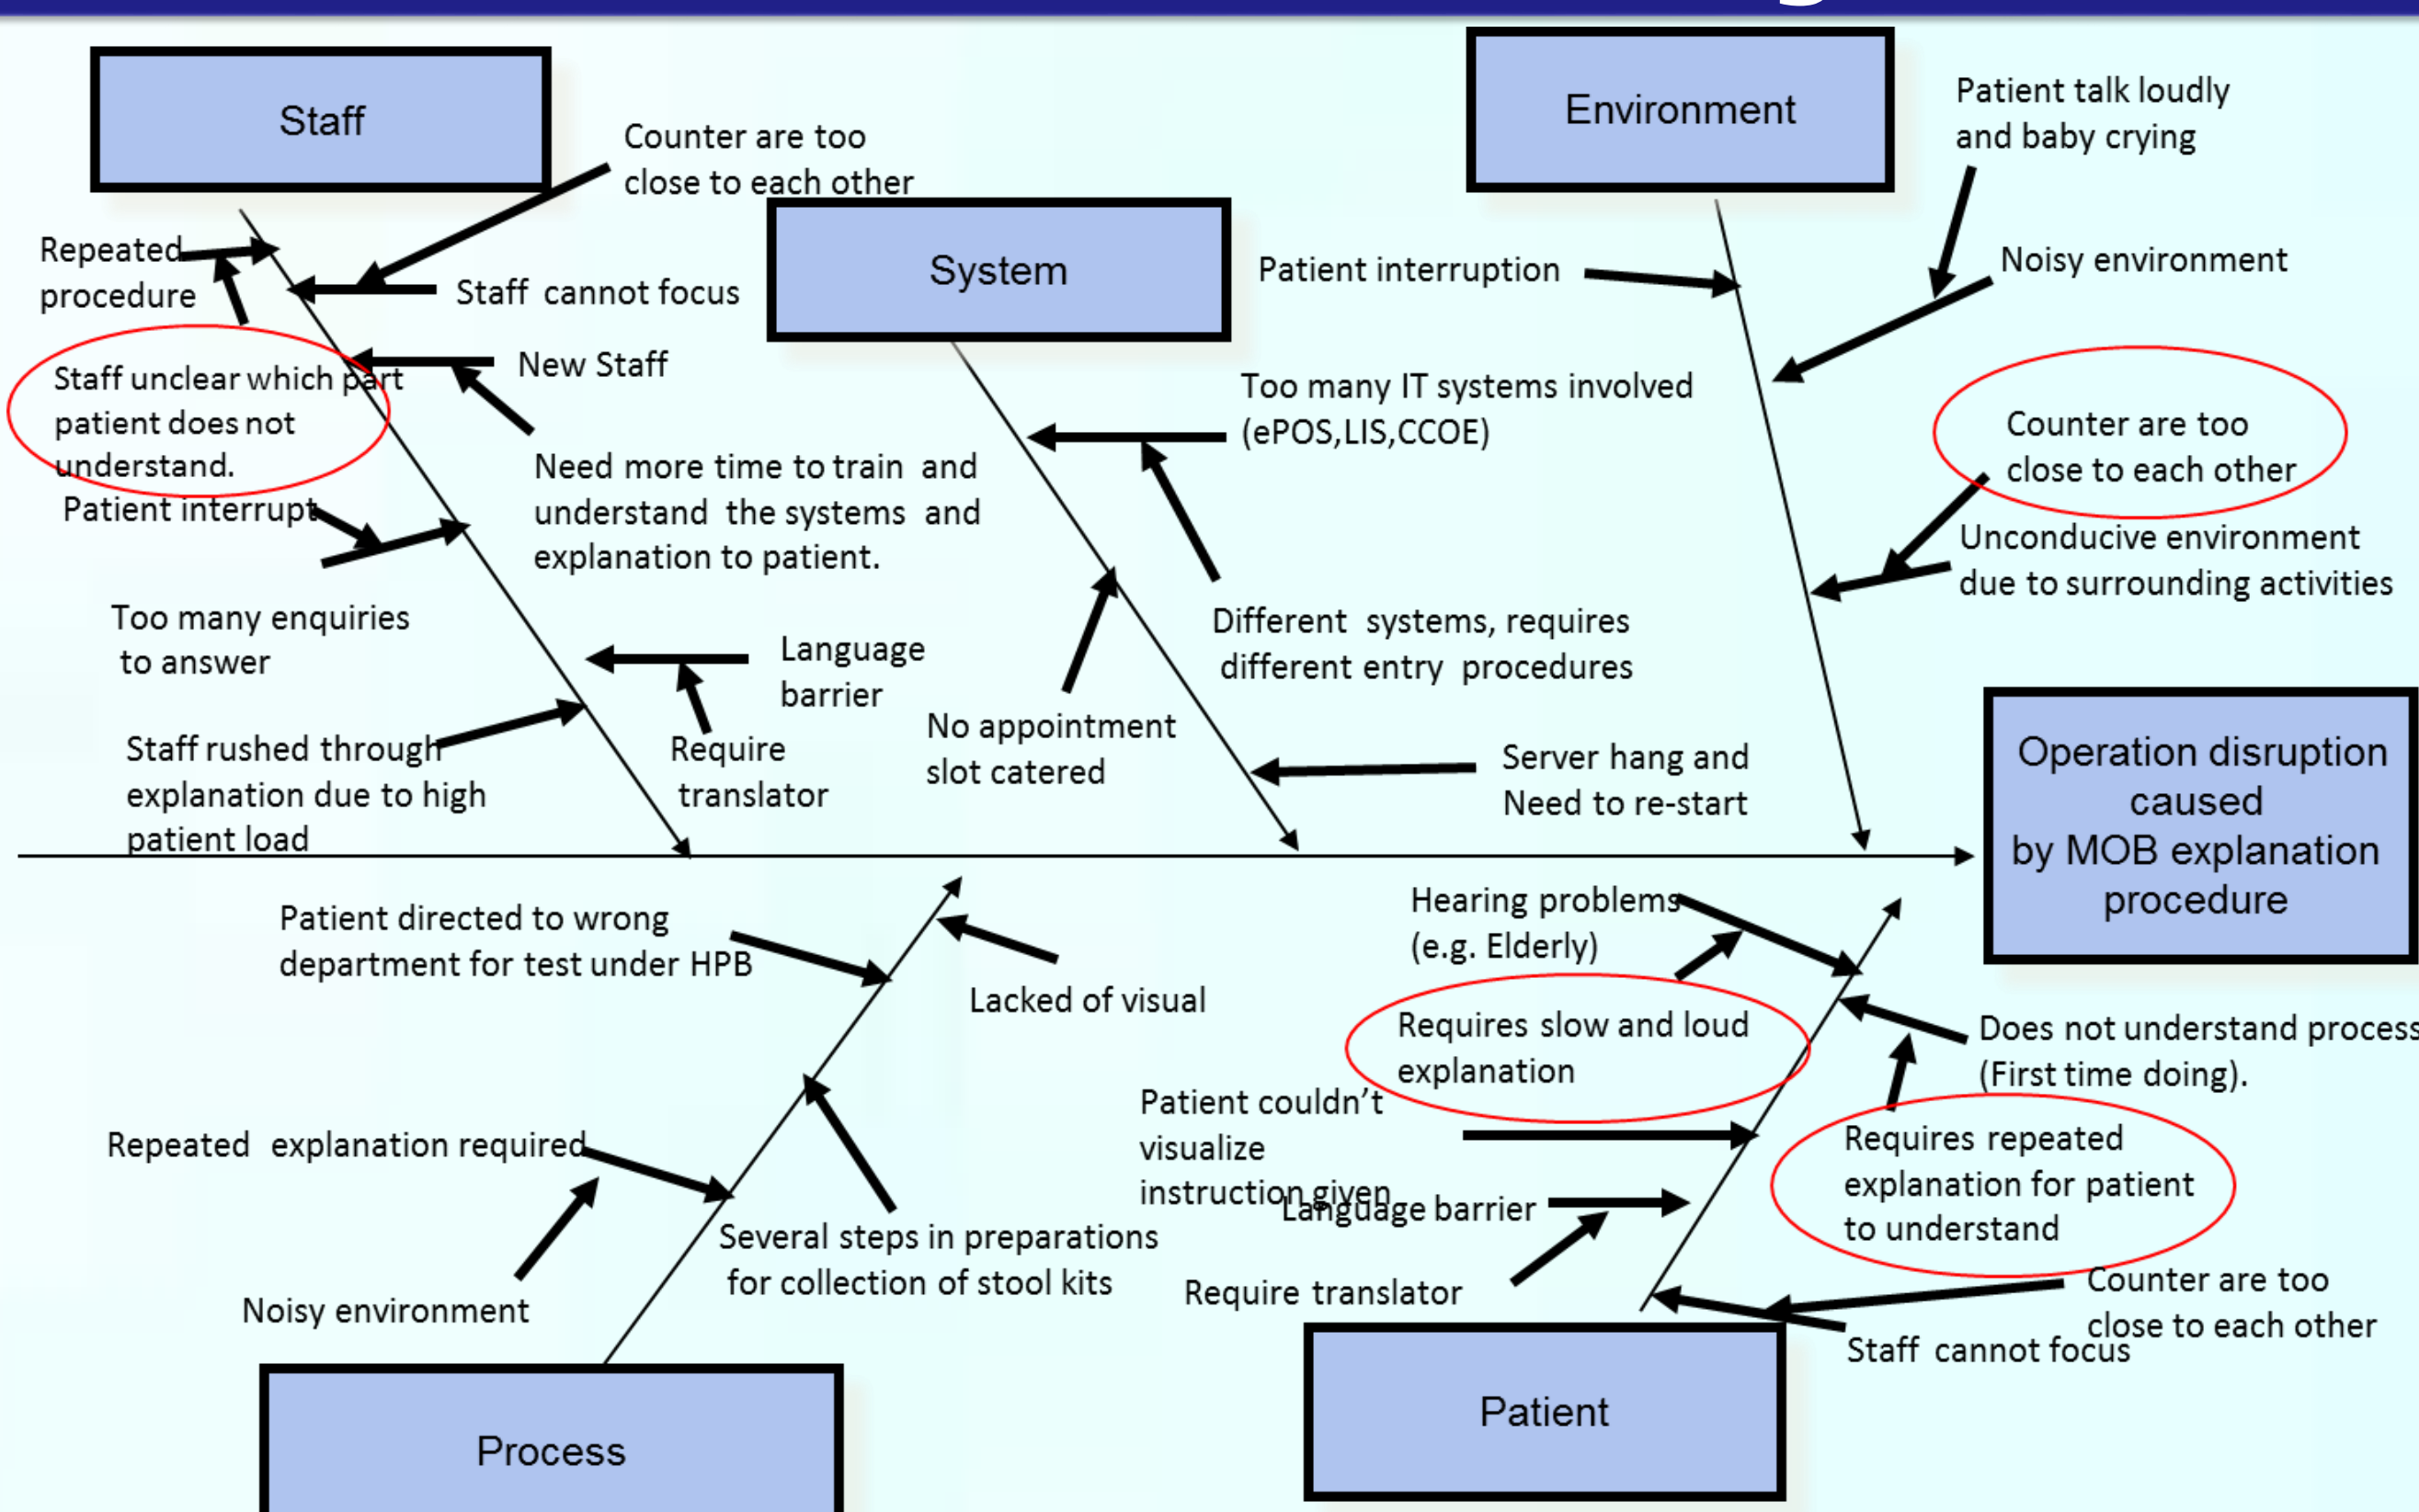 Staff
Counter are too
close to each other
Repeated
procedure
Staff cannot focus
New Staff
Staff unclear which part
patient does not
understand.
Need more time to train and
understand the systems and
explanation to patient.
Patient interrupt
Too many enquiries
to answer
Language
barrier
Require
translator
Staff rushed through
explanation due to high
patient load
System
Too many IT systems involved
(ePOS,LIS,CCOE)
Different systems, requires
different entry procedures
No appointment
slot catered
Server hang and
Need to re-start
Environment
Patient talk loudly
and baby crying
Patient interruption
Noisy environment
Counter are too
close to each other
Unconducive environment
due to surrounding activities
Operation disruption
caused
by MOB explanation
procedure
Patient directed to wrong
department for test under HPB
Lacked of visual
Repeated explanation required
Several steps in preparations
for collection of stool kits
Noisy environment
Process
Hearing problems
(e.g. Elderly)
Requires slow and loud
explanation
Does not understand process
(First time doing).
Patient couldn't
visualize
instruction given
Requires repeated
explanation for patient
to understand
Language barrier
Require translator
Counter are too
close to each other
Staff cannot focus
Patient